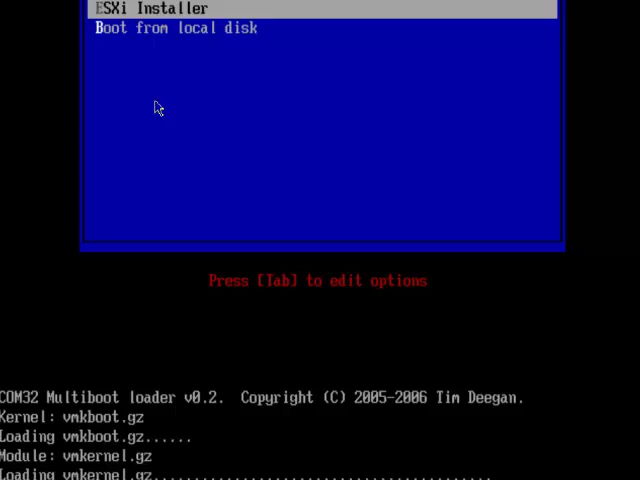 ESXi Installer
Boot from local disk
Press [Tab] to edit options
COM32 Multiboot loader v0.2.  Copyright (C) 2005-2006 Tim Deegan.
Kernel: vmkboot.gz
Loading vmkboot.gz......
Module: vmkernel.gz
Loading vmkernel.gz..........................................